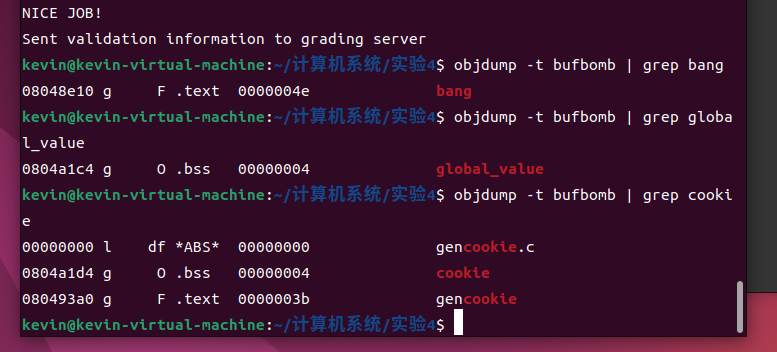 NICE JOB!
Sent validation information to grading server
kevin@kevin-virtual-machine:~/计算机系统/实验4$ objdump -t bufbomb | grep bang
08048e10 g     F .text  0000004e              bang
kevin@kevin-virtual-machine:~/计算机系统/实验4$ objdump -t bufbomb | grep globa
l_value
0804a1c4 g     O .bss   00000004              global_value
kevin@kevin-virtual-machine:~/计算机系统/实验4$ objdump -t bufbomb | grep cooki
e
00000000 l    df *ABS*  00000000              gencookie.c
0804a1d4 g     O .bss   00000004              cookie
080493a0 g     F .text  0000003b              gencookie
kevin@kevin-virtual-machine:~/计算机系统/实验4$